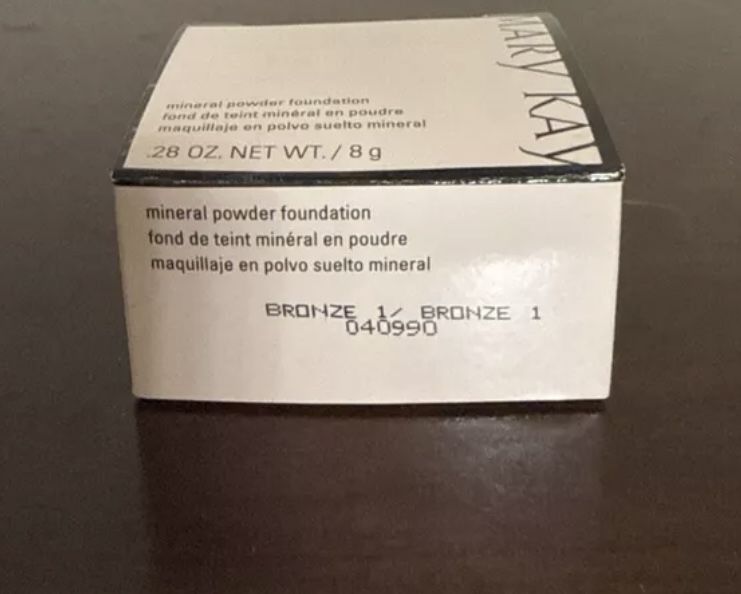 MARY KAY
mineral powder foundation
fond de teint minéral en poudre
maquillaje en polvo suelto mineral
.28 OZ. NET WT. / 8 g
mineral powder foundation
fond de teint minéral en poudre
maquillaje en polvo suelto mineral
BRONZE 1/ BRONZE 1
040990